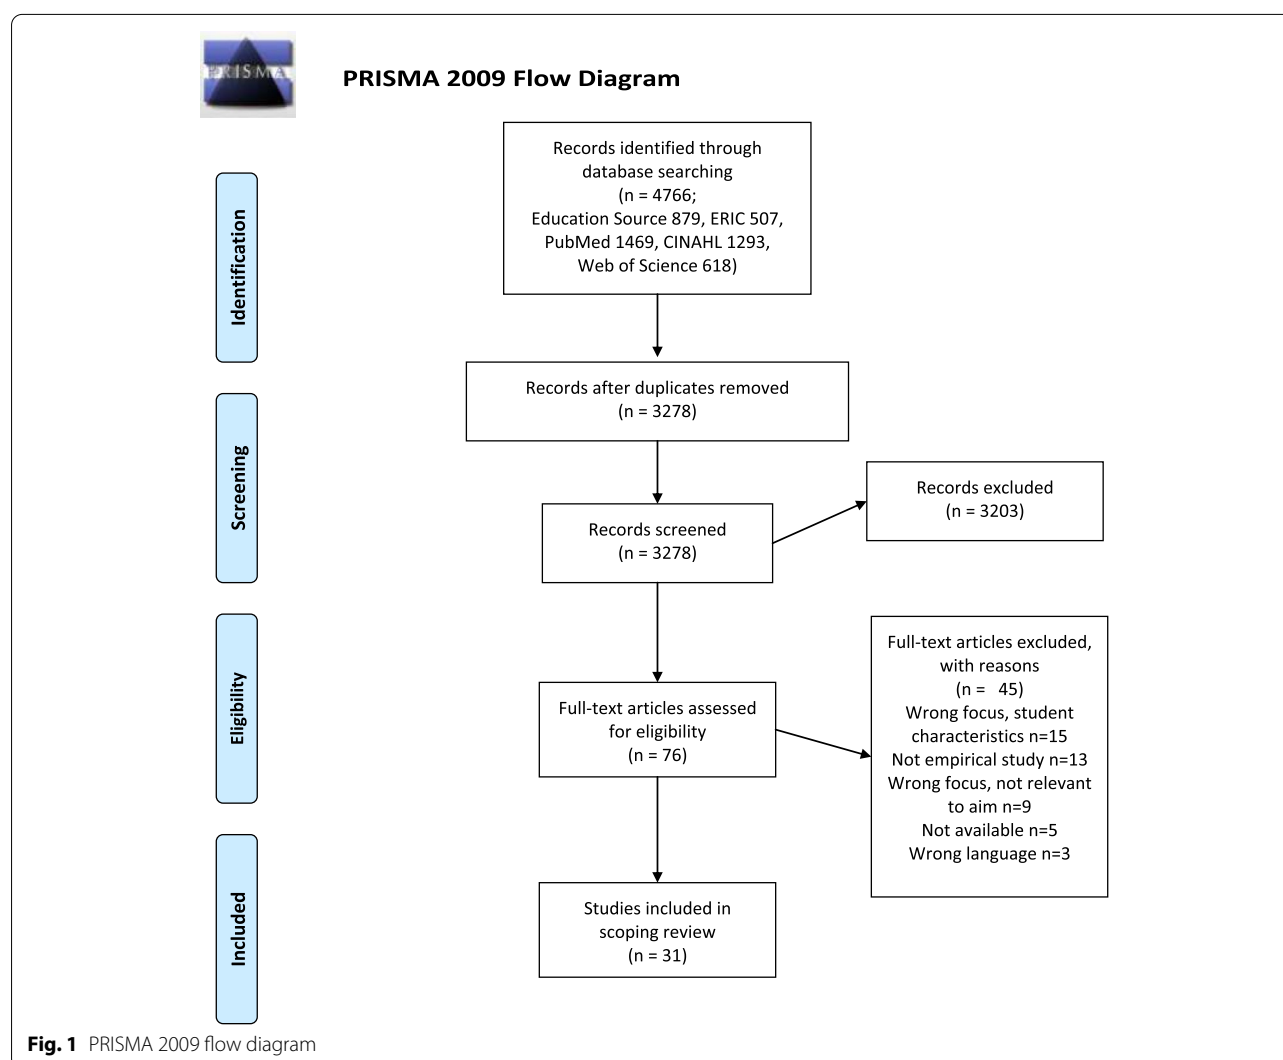 PRISMA
PRISMA 2009 Flow Diagram
Identification
Screening
Eligibility
Included
Records identified through
database searching
(n = 4766;
Education Source 879, ERIC 507,
PubMed 1469, CINAHL 1293,
Web of Science 618)
Records after duplicates removed
(n = 3278)
Records screened
(n = 3278)
Records excluded
(n = 3203)
Full-text articles assessed
for eligibility
(n = 76)
Full-text articles excluded,
with reasons
(n =   45)
Wrong focus, student
characteristics n=15
Not empirical study n=13
Wrong focus, not relevant
to aim n=9
Not available n=5
Wrong language n=3
Studies included in
scoping review
(n = 31)
Fig. 1 PRISMA 2009 flow diagram